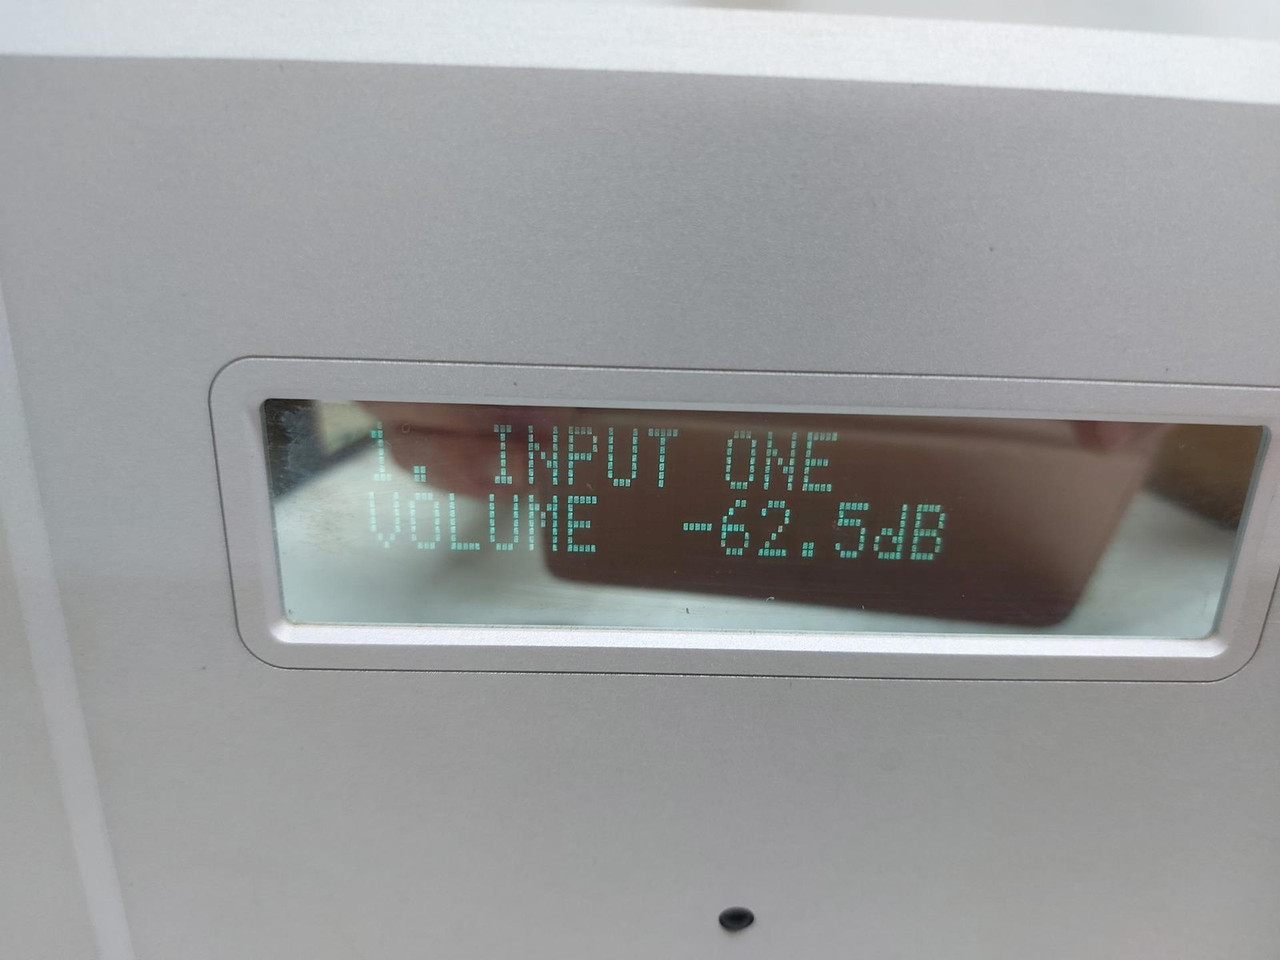 1. INPUT ONE
VOLUME -62.5dB